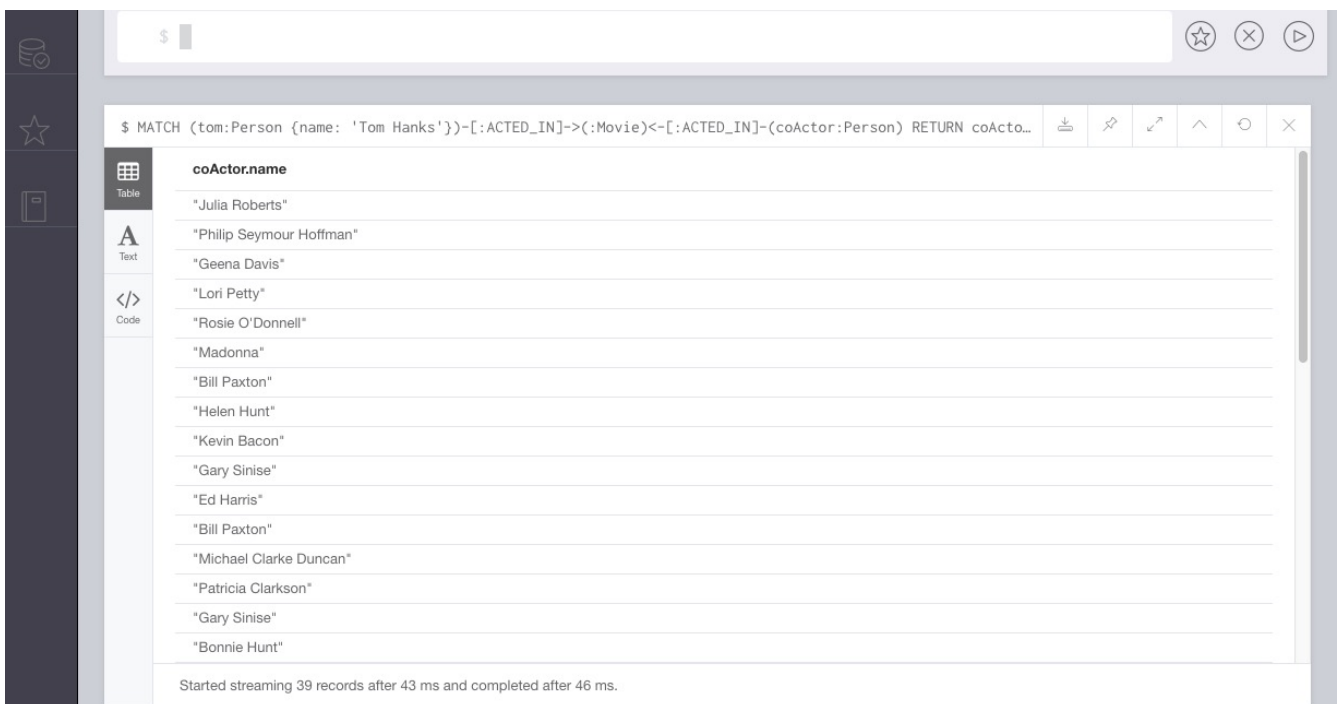 $
$ MATCH (tom:Person {name: 'Tom Hanks'})-[:ACTED_IN]->(:Movie)<-[:ACTED_IN]-(coActor:Person) RETURN coActo…
Table
coActor.name
"Julia Roberts"
"Philip Seymour Hoffman"
A
Text
"Geena Davis"
"Lori Petty"
</>
Code
"Rosie O'Donnell"
"Madonna"
"Bill Paxton"
"Helen Hunt"
"Kevin Bacon"
"Gary Sinise"
"Ed Harris"
"Bill Paxton"
"Michael Clarke Duncan"
"Patricia Clarkson"
"Gary Sinise"
"Bonnie Hunt"
Started streaming 39 records after 43 ms and completed after 46 ms.